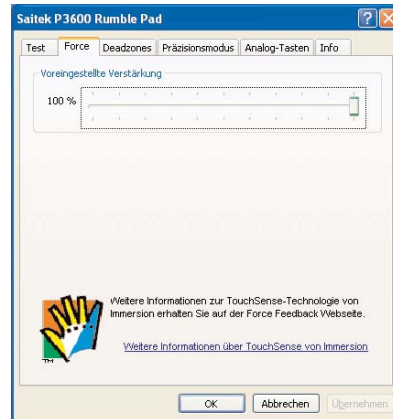 Saitek P3600 Rumble Pad
Test Force Deadzones Präzisionsmodus Analog-Tasten Info
Voreingestellte Verstärkung
100 %
Weitere Informationen zur TouchSense-Technologie von
Immersion erhalten Sie auf der Force Feedback Webseite.
Weitere Informationen über TouchSense von Immersion
TM
OK Abbrechen Übernehmen